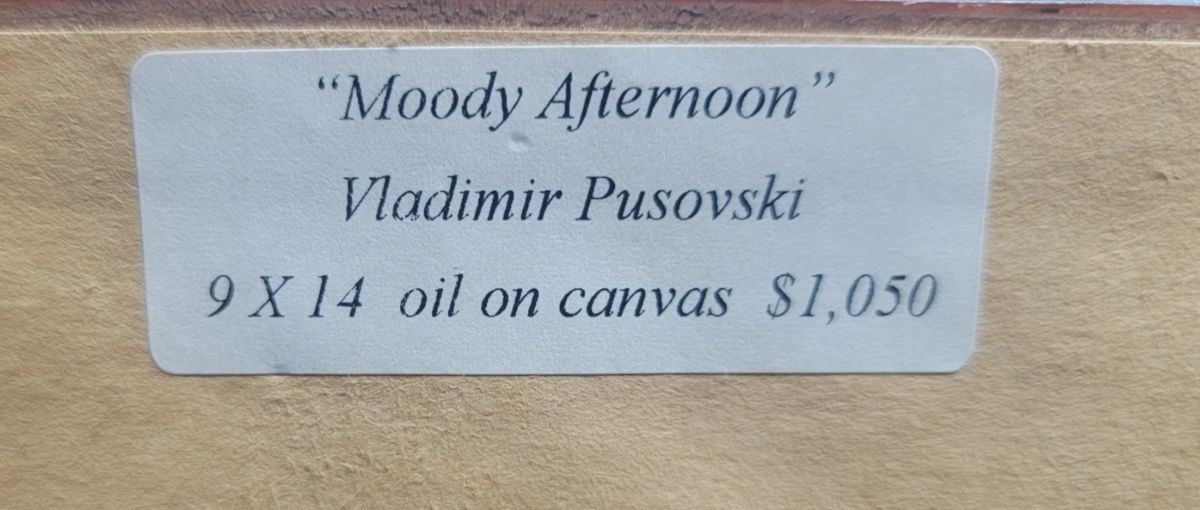 “Moody Afternoon”
Vladimir Pusovski
9 X 14 oil on canvas $1,050